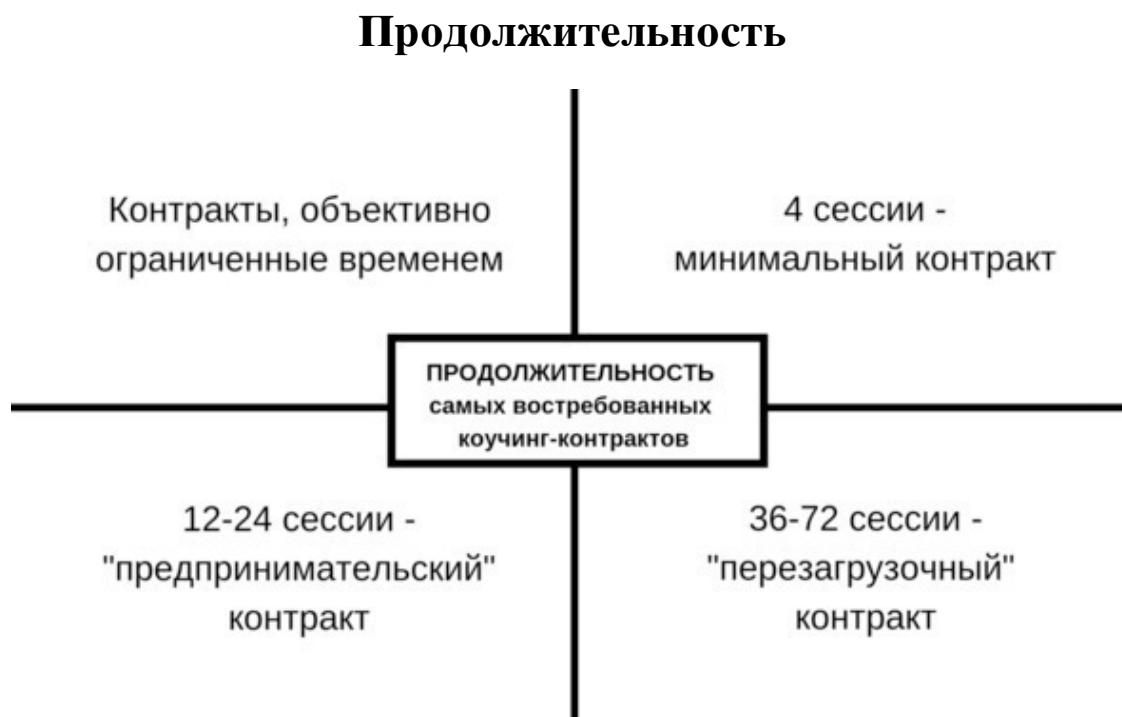 Продолжительность
Контракты, объективно
ограниченные временем
4 сессии -
минимальный контракт
ПРОДОЛЖИТЕЛЬНОСТЬ
самых востребованных
коучинг-контрактов
12-24 сессии -
"предпринимательский"
контракт
36-72 сессии -
"перезагрузочный"
контракт